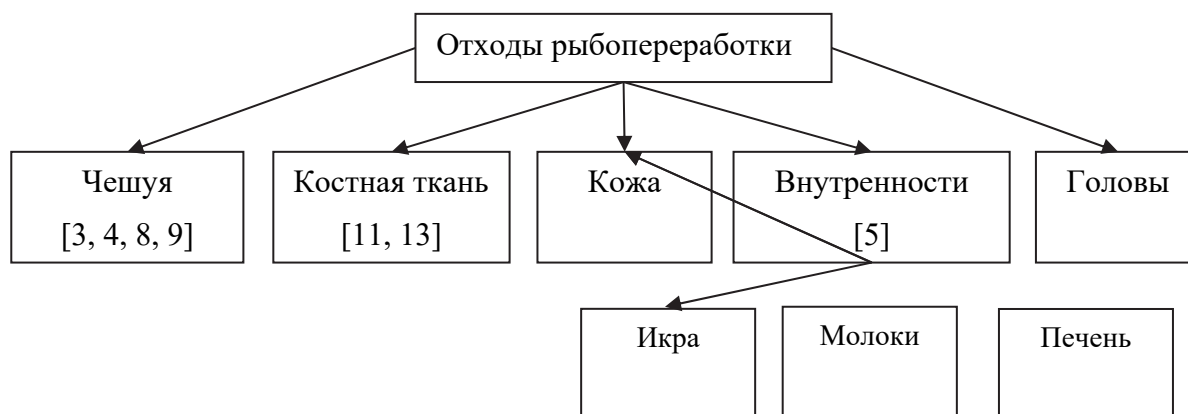 Отходы рыбопереработки
Чешуя
[3, 4, 8, 9]
Костная ткань
[11, 13]
Кожа
Внутренности
[5]
Головы
Икра
Молоки
Печень